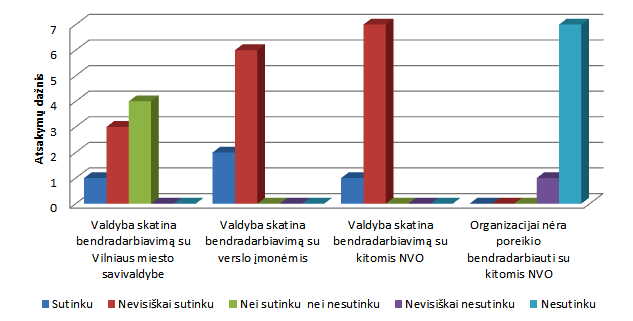 7
6
5
4
3
2
1
0
Atsakymų dažnis
Valdyba skatina
bendradarbiavimą su
Vilniaus miesto
savivaldybe
Valdyba skatina
bendradarbiavimą su
verslo įmonėmis
Valdyba skatina
bendradarbiavimą su
kitomis NVO
Organizacijai nėra
poreikio
bendradarbiauti su
kitomis NVO
Sutinku Nevisiškai sutinku Nei sutinku nei nesutinku Nevisiškai nesutinku Nesutinku